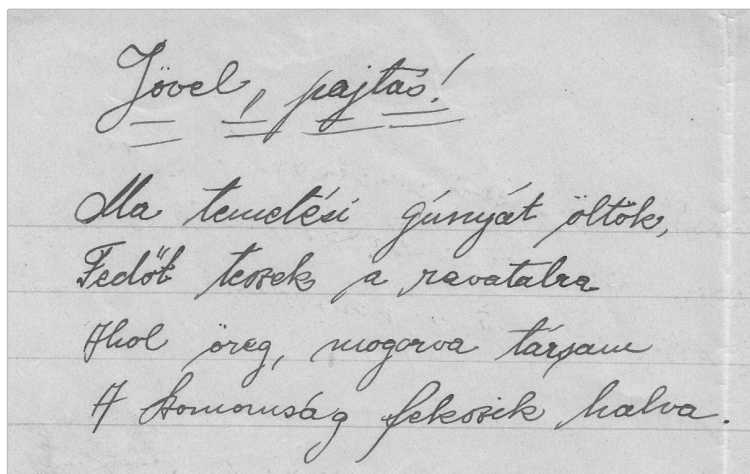 Jövel, pajtás!
Ma temetési gúnyát öltök,
Fedőt teszek a ravatalra
Ahol öreg, mogorva társam
A komorság fekszik halva.